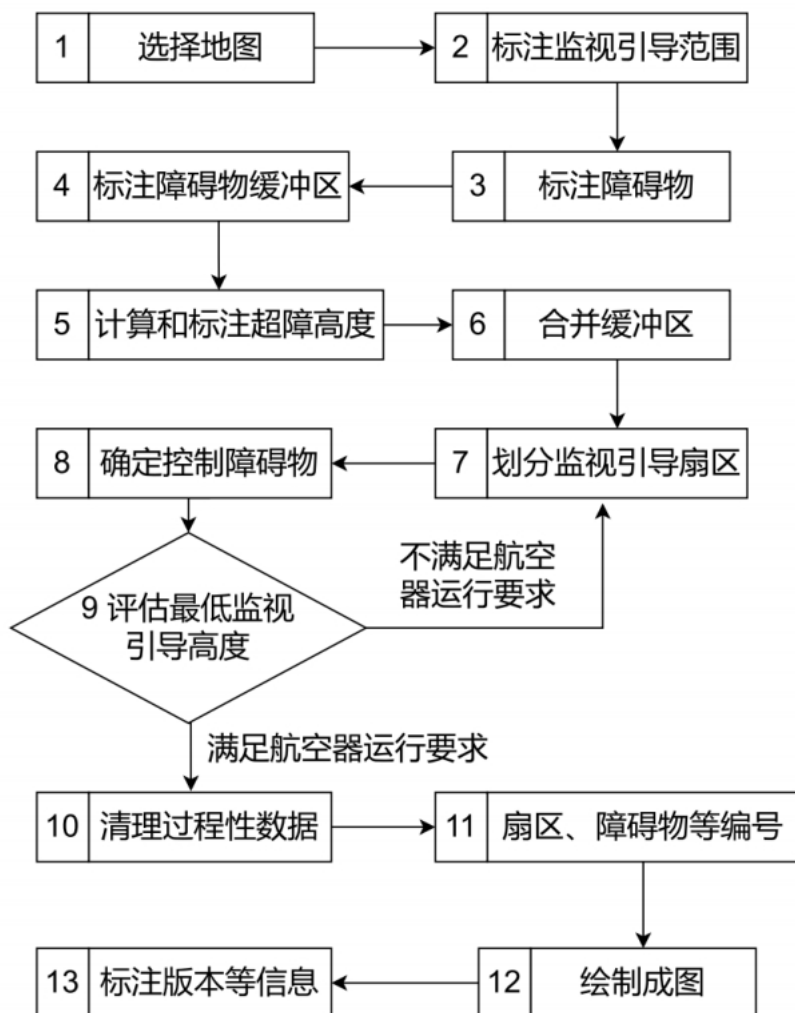 1 选择地图
2 标注监视引导范围
3 标注障碍物
4 标注障碍物缓冲区
5 计算和标注超障高度
6 合并缓冲区
7 划分监视引导扇区
8 确定控制障碍物
9 评估最低监视
引导高度
不满足航空
器运行要求
满足航空器运行要求
10 清理过程性数据
11 扇区、障碍物等编号
12 绘制成图
13 标注版本等信息